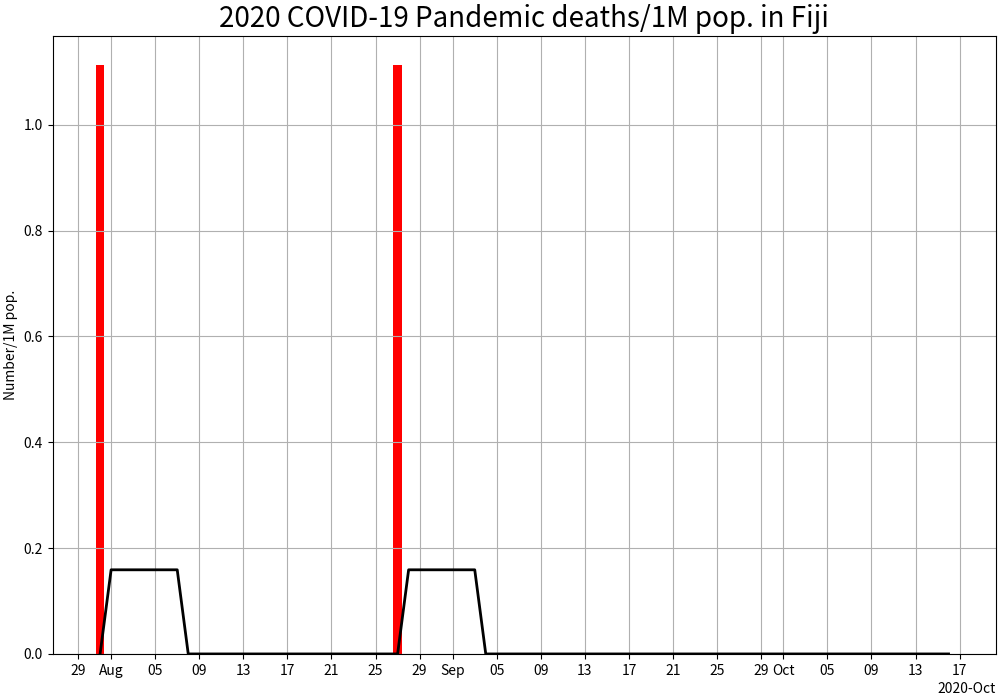 2020 COVID-19 Pandemic deaths/1M pop. in Fiji
Number/1M pop.
1.0
0.8
0.6
0.4
0.2
0.0
29 Aug 05 09 13 17 21 25 29 Sep 05 09 13 17 21 25 29 Oct 05 09 13 17
2020-Oct